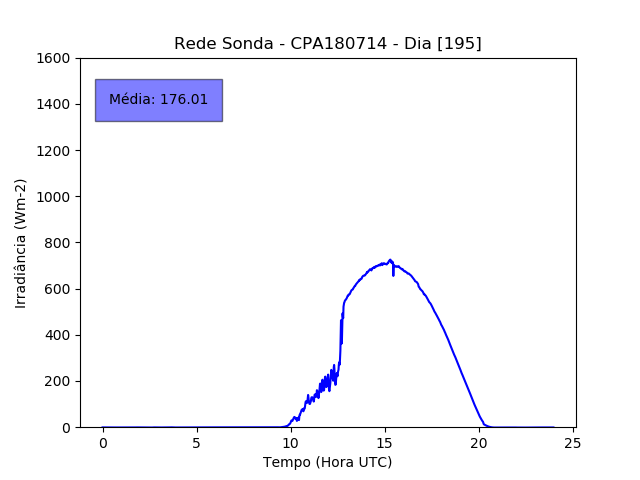 Rede Sonda - CPA180714 - Dia [195]
1600
1400
1200
1000
800
600
400
200
0
Irradiância (Wm-2)
Média: 176.01
0 5 10 15 20 25
Tempo (Hora UTC)